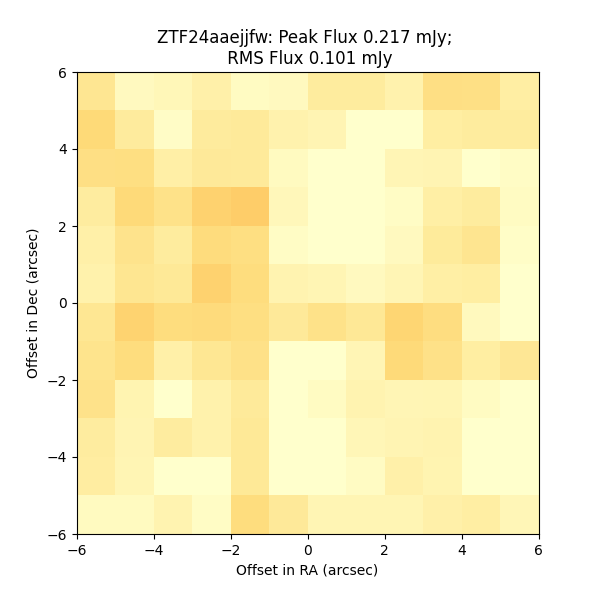 ZTF24aaejjfw: Peak Flux 0.217 mJy;
RMS Flux 0.101 mJy
6
4
2
0
−2
−4
−6
Offset in Dec (arcsec)
−6 −4 −2 0 2 4 6
Offset in RA (arcsec)